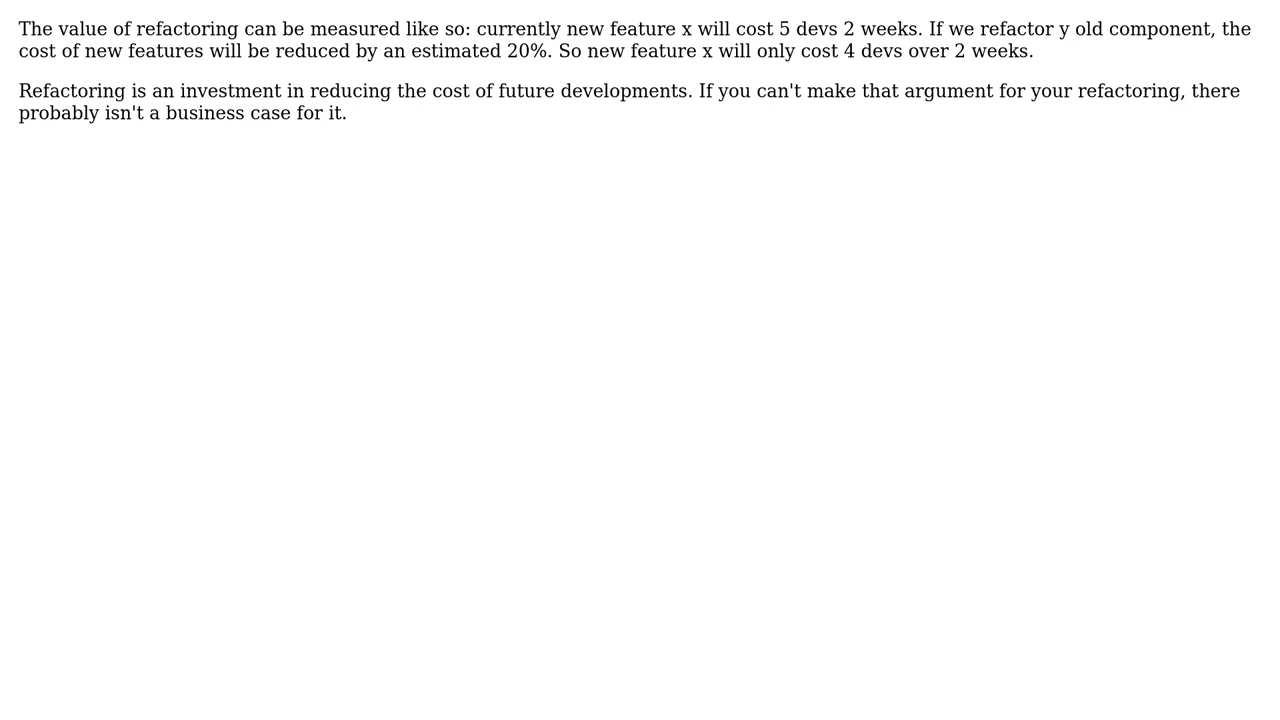 The value of refactoring can be measured like so: currently new feature x will cost 5 devs 2 weeks. If we refactor y old component, the
cost of new features will be reduced by an estimated 20%. So new feature x will only cost 4 devs over 2 weeks.
Refactoring is an investment in reducing the cost of future developments. If you can't make that argument for your refactoring, there
probably isn't a business case for it.